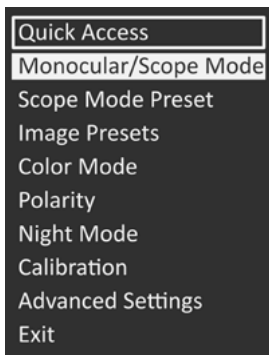 Quick Access
Monocular/Scope Mode
Scope Mode Preset
Image Presets
Color Mode
Polarity
Night Mode
Calibration
Advanced Settings
Exit